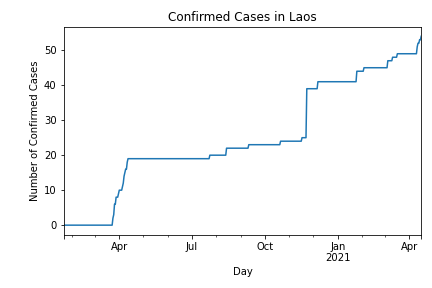 Confirmed Cases in Laos
Number of Confirmed Cases
50
40
30
20
10
0
Apr
Jul
Oct
Jan
2021
Apr
Day